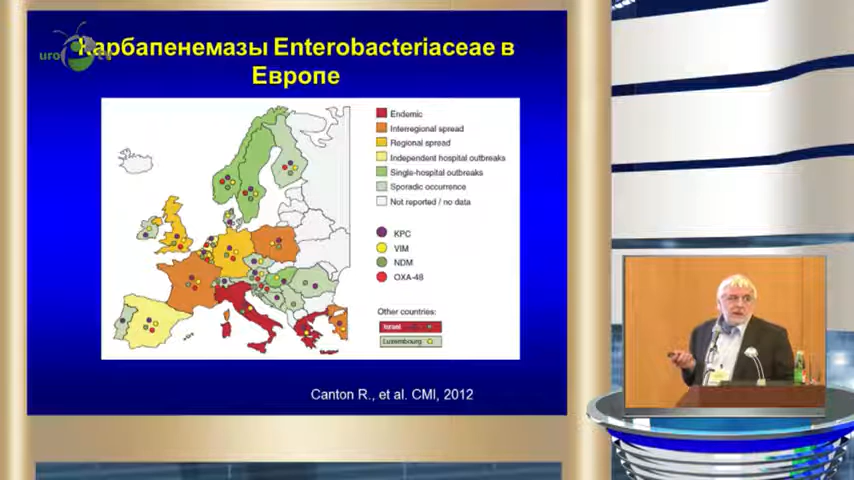 Карбапенемазы Enterobacteriaceae в
Европе
uro
Endemic
Interregional spread
Regional spread
Independent hospital outbreaks
Single-hospital outbreaks
Sporadic occurrence
Not reported / no data
KPC
VIM
NDM
OXA-48
Other countries:
Israel
Luxembourg
Canton R., et al. CMI, 2012